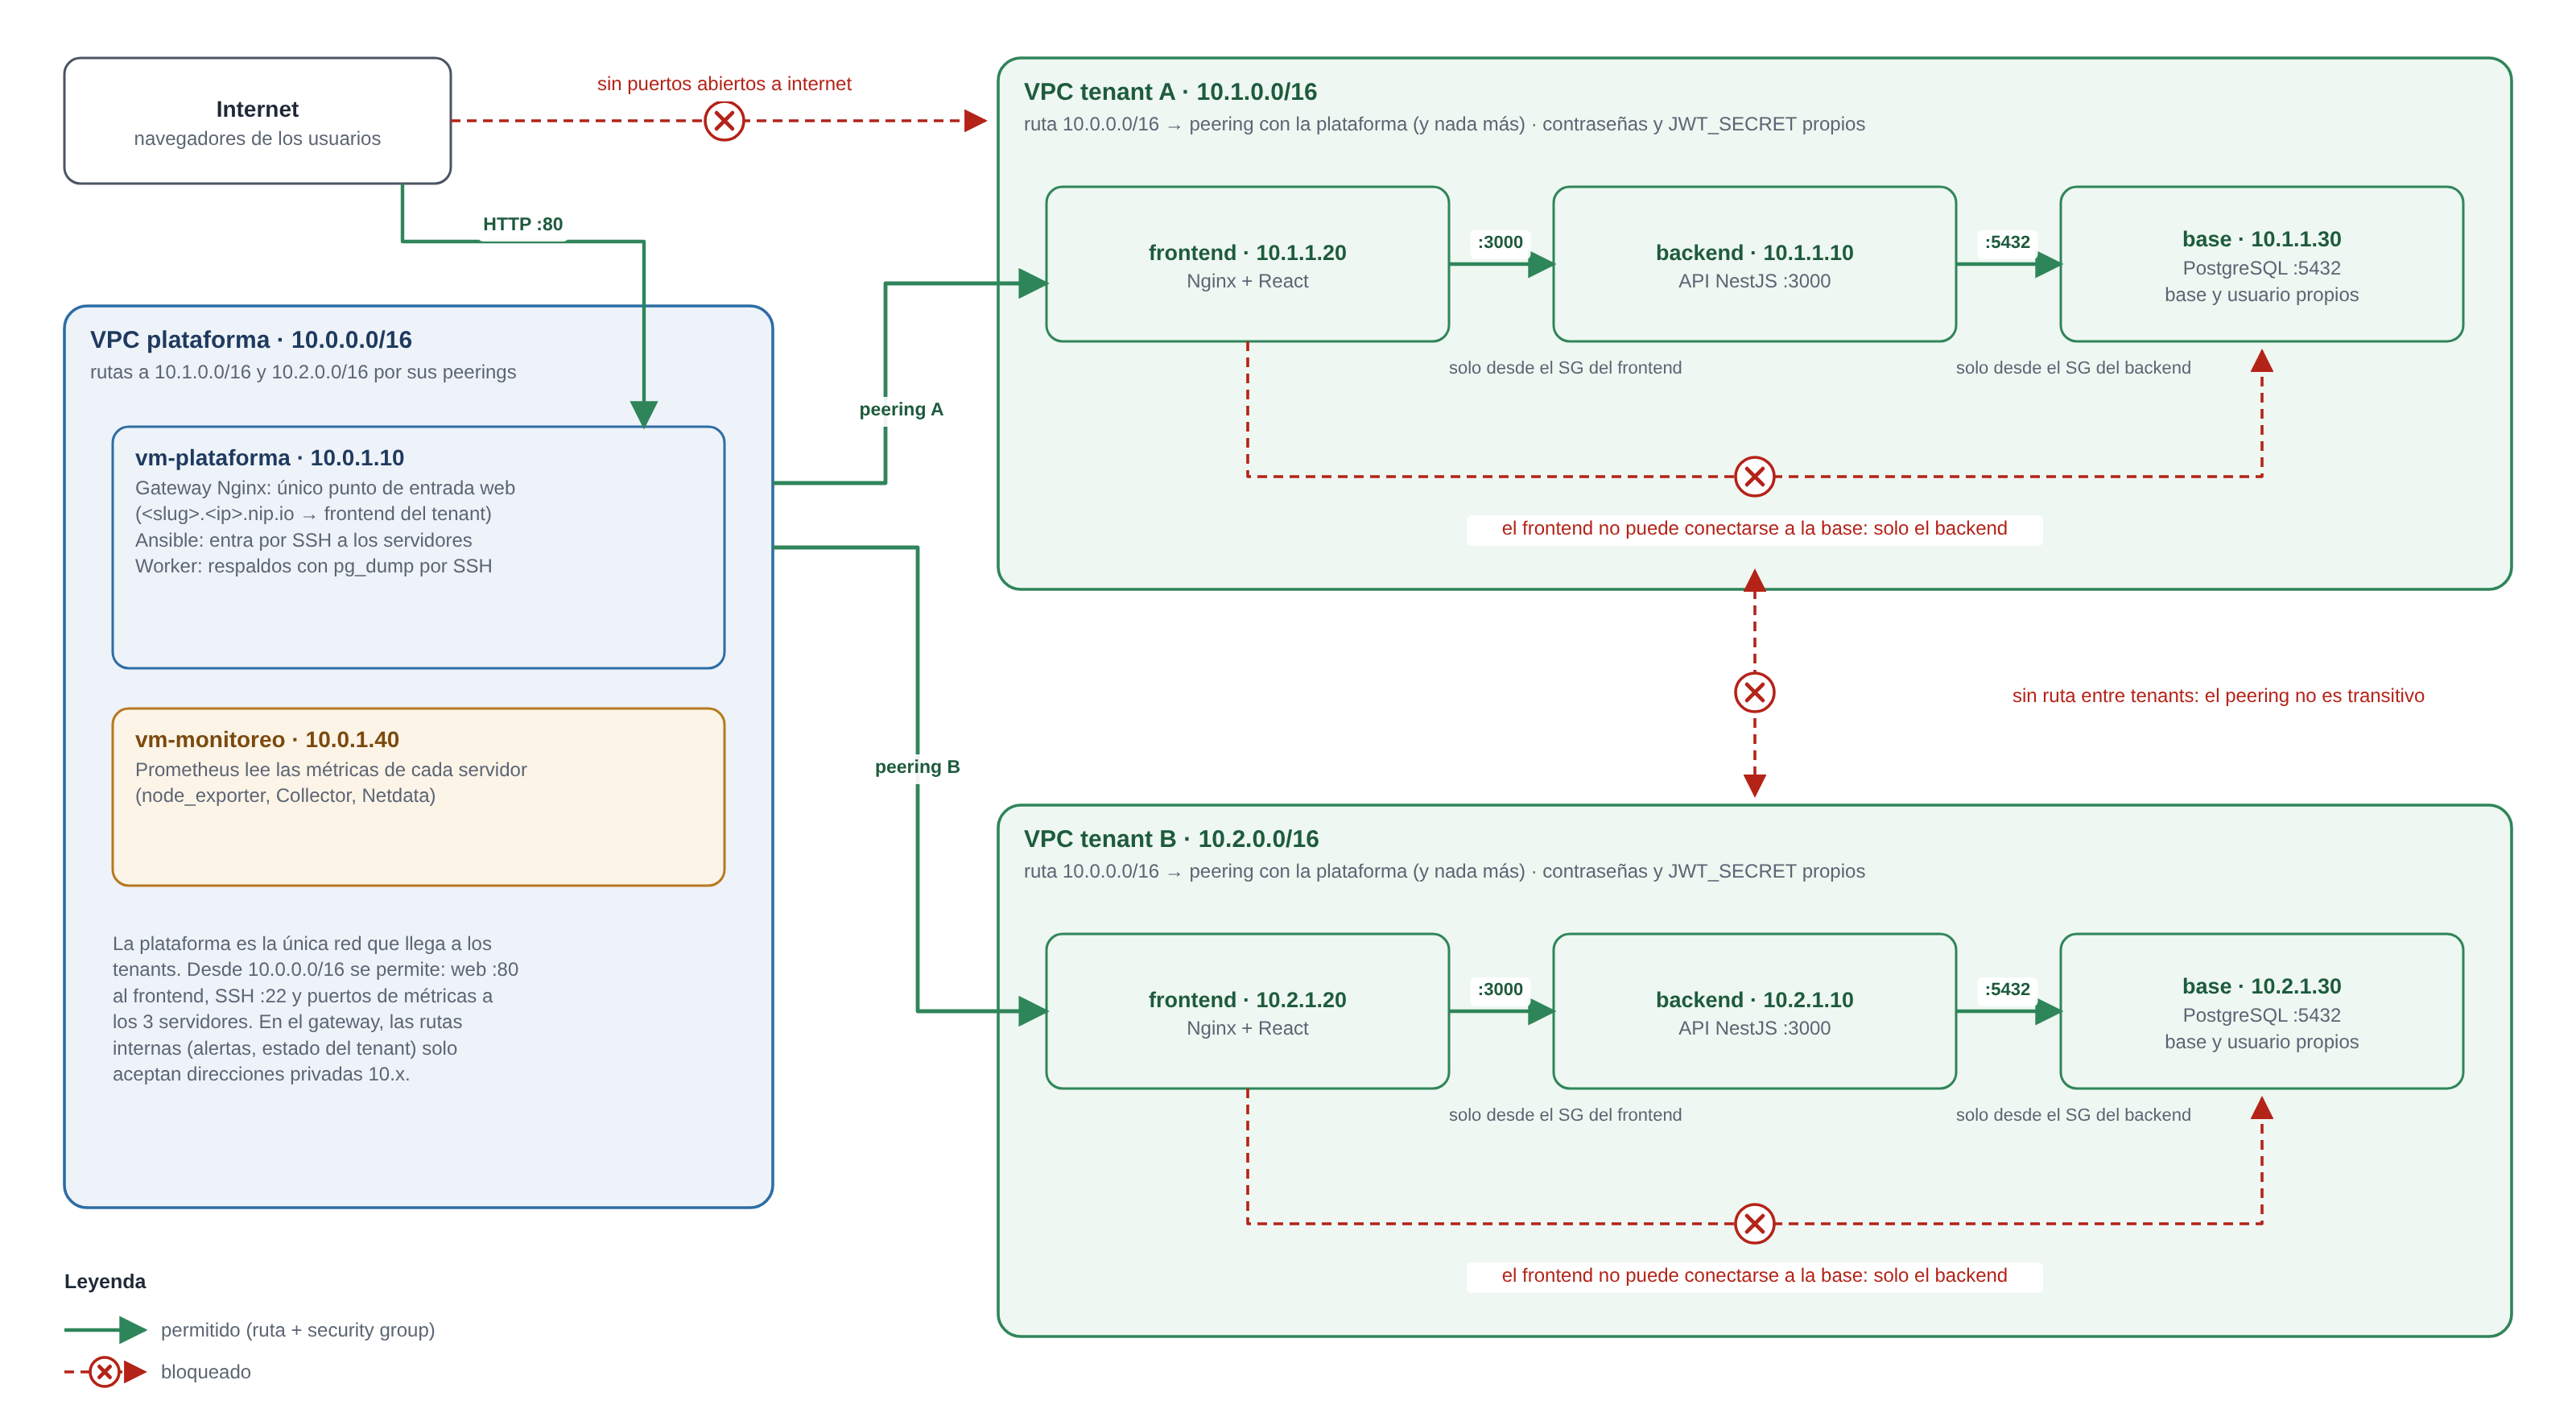 Internet
navegadores de los usuarios
sin puertos abiertos a internet
HTTP :80
VPC plataforma · 10.0.0.0/16
rutas a 10.1.0.0/16 y 10.2.0.0/16 por sus peerings
vm-plataforma · 10.0.1.10
Gateway Nginx: único punto de entrada web
(<slug>.<ip>.nip.io → frontend del tenant)
Ansible: entra por SSH a los servidores
Worker: respaldos con pg_dump por SSH
vm-monitoreo · 10.0.1.40
Prometheus lee las métricas de cada servidor
(node_exporter, Collector, Netdata)
La plataforma es la única red que llega a los
tenants. Desde 10.0.0.0/16 se permite: web :80
al frontend, SSH :22 y puertos de métricas a
los 3 servidores. En el gateway, las rutas
internas (alertas, estado del tenant) solo
aceptan direcciones privadas 10.x.
peering A
peering B
VPC tenant A · 10.1.0.0/16
ruta 10.0.0.0/16 → peering con la plataforma (y nada más) · contraseñas y JWT_SECRET propios
frontend · 10.1.1.20
Nginx + React
:3000
backend · 10.1.1.10
API NestJS :3000
:5432
base · 10.1.1.30
PostgreSQL :5432
base y usuario propios
solo desde el SG del frontend
solo desde el SG del backend
el frontend no puede conectarse a la base: solo el backend
sin ruta entre tenants: el peering no es transitivo
VPC tenant B · 10.2.0.0/16
ruta 10.0.0.0/16 → peering con la plataforma (y nada más) · contraseñas y JWT_SECRET propios
frontend · 10.2.1.20
Nginx + React
:3000
backend · 10.2.1.10
API NestJS :3000
:5432
base · 10.2.1.30
PostgreSQL :5432
base y usuario propios
solo desde el SG del frontend
solo desde el SG del backend
el frontend no puede conectarse a la base: solo el backend
Leyenda
permitido (ruta + security group)
bloqueado